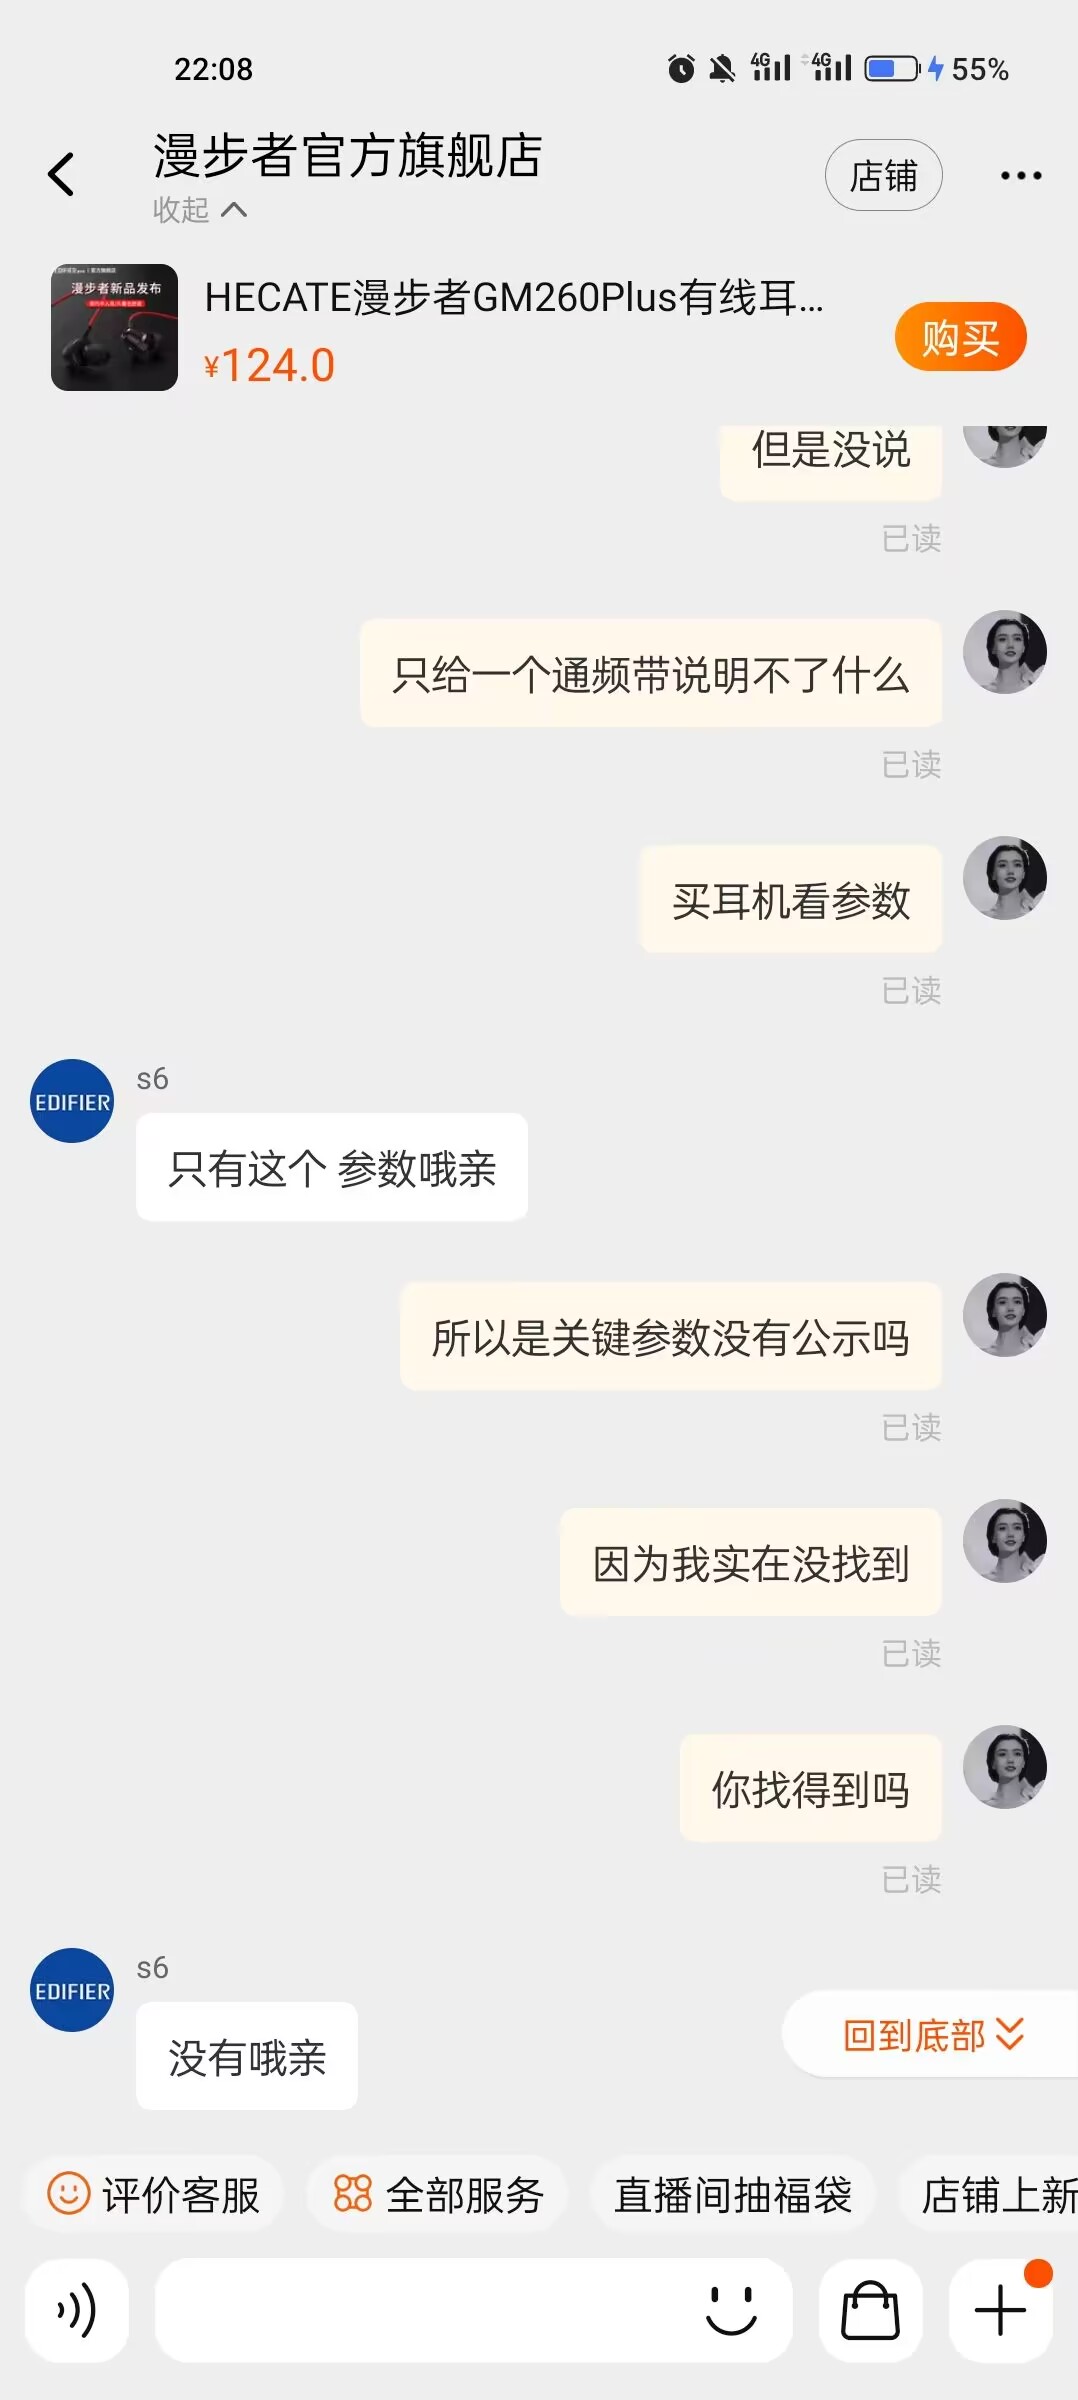 22:08
4G
4G
55%
漫步者官方旗舰店
收起
店铺
漫步者新品发布
HECATE漫步者GM260Plus有线耳...
¥124.0
购买
但是没说
已读
只给一个通频带说明不了什么
已读
买耳机看参数
已读
s6
EDIFIER
只有这个 参数哦亲
所以是关键参数没有公示吗
已读
因为我实在没找到
已读
你找得到吗
已读
s6
EDIFIER
没有哦亲
回到底部
评价客服
全部服务
直播间抽福袋
店铺上新